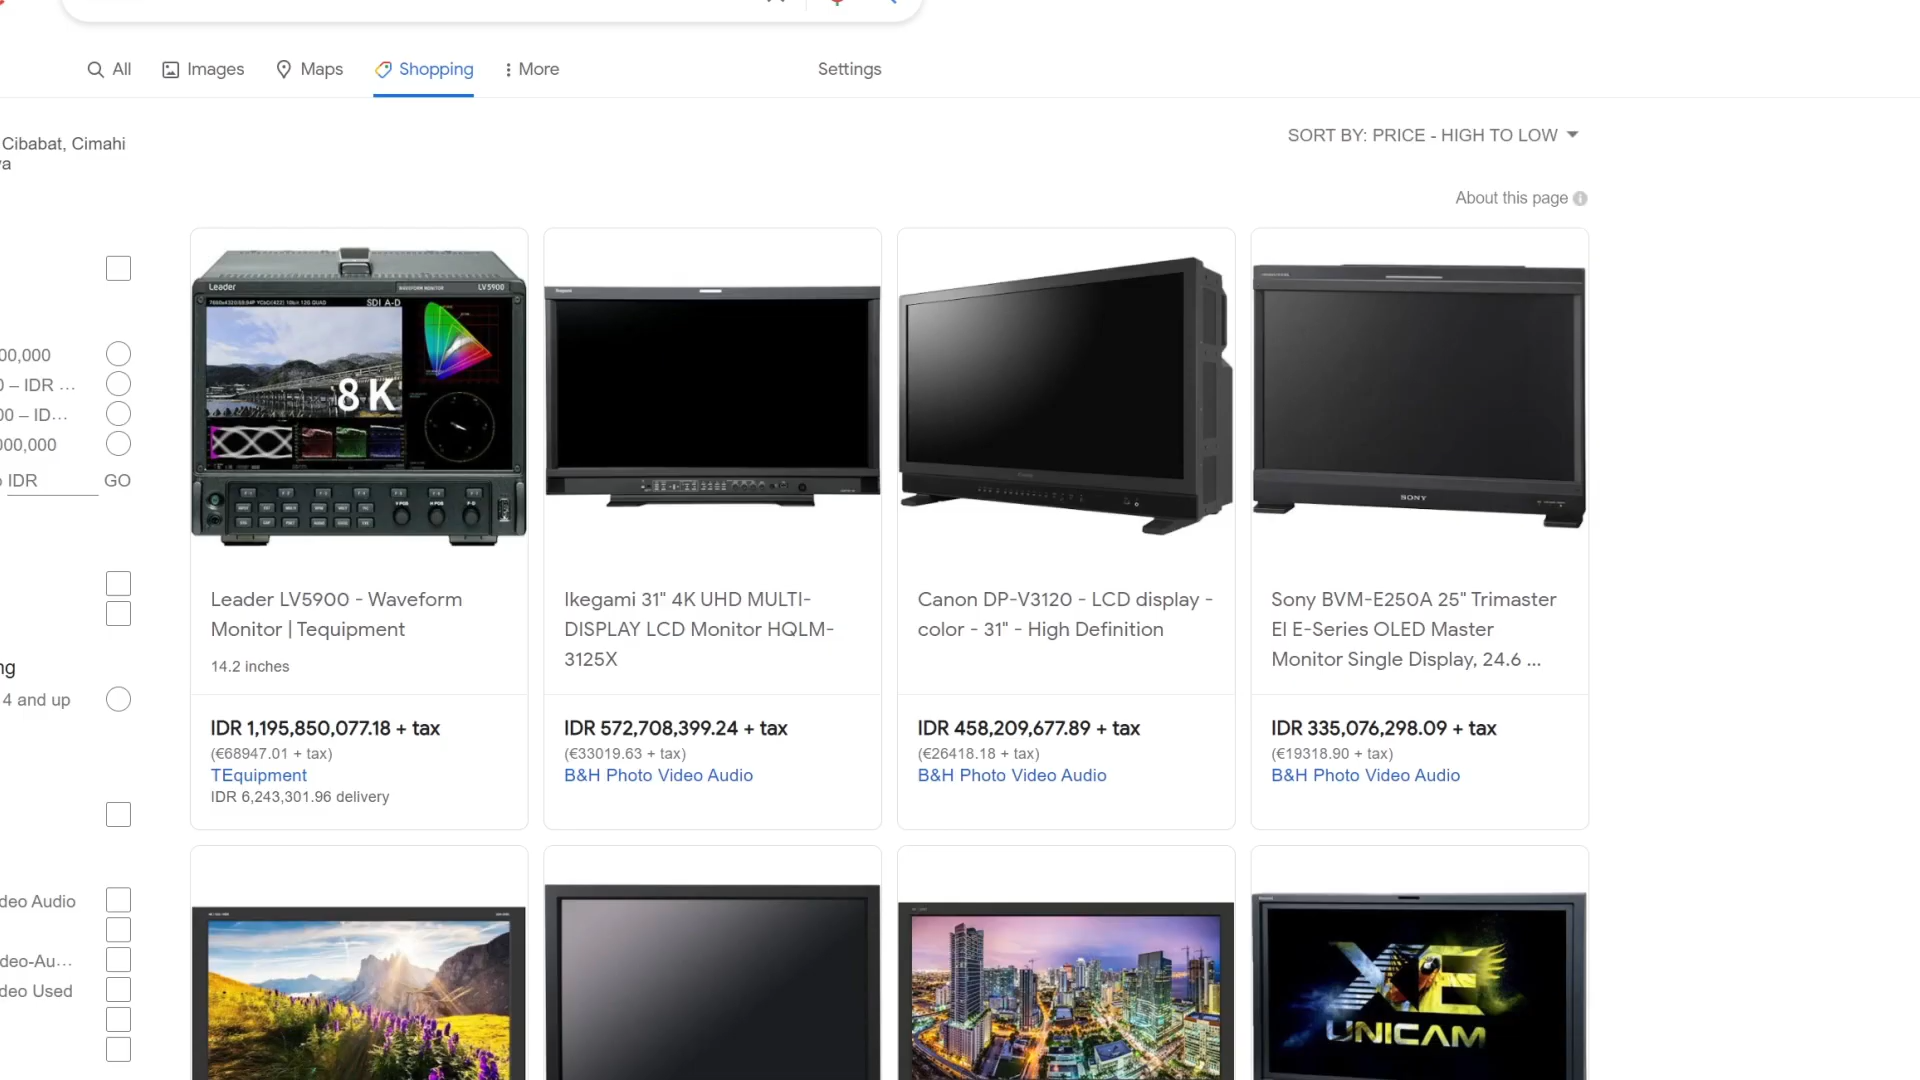 All
Images
Maps
Shopping
More
Settings
Cibabat, Cimahi
SORT BY: PRICE - HIGH TO LOW
About this page
00,000
0 – IDR ...
00 – ID...
000,000
IDR
GO
4 and up
deo Audio
deo-Au...
deo Used
Leader
WAVEFORM MONITOR
LV5900
SDI A-D
8K
SONY
Leader LV5900 - Waveform
Monitor | Tequipment
14.2 inches
IDR 1,195,850,077.18 + tax
(€68947.01 + tax)
TEquipment
IDR 6,243,301.96 delivery
Ikegami 31" 4K UHD MULTI-
DISPLAY LCD Monitor HQLM-
3125X
IDR 572,708,399.24 + tax
(€33019.63 + tax)
B&H Photo Video Audio
Canon DP-V3120 - LCD display -
color - 31" - High Definition
IDR 458,209,677.89 + tax
(€26418.18 + tax)
B&H Photo Video Audio
Sony BVM-E250A 25" Trimaster
El E-Series OLED Master
Monitor Single Display, 24.6 ...
IDR 335,076,298.09 + tax
(€19318.90 + tax)
B&H Photo Video Audio
XE
UNICAM